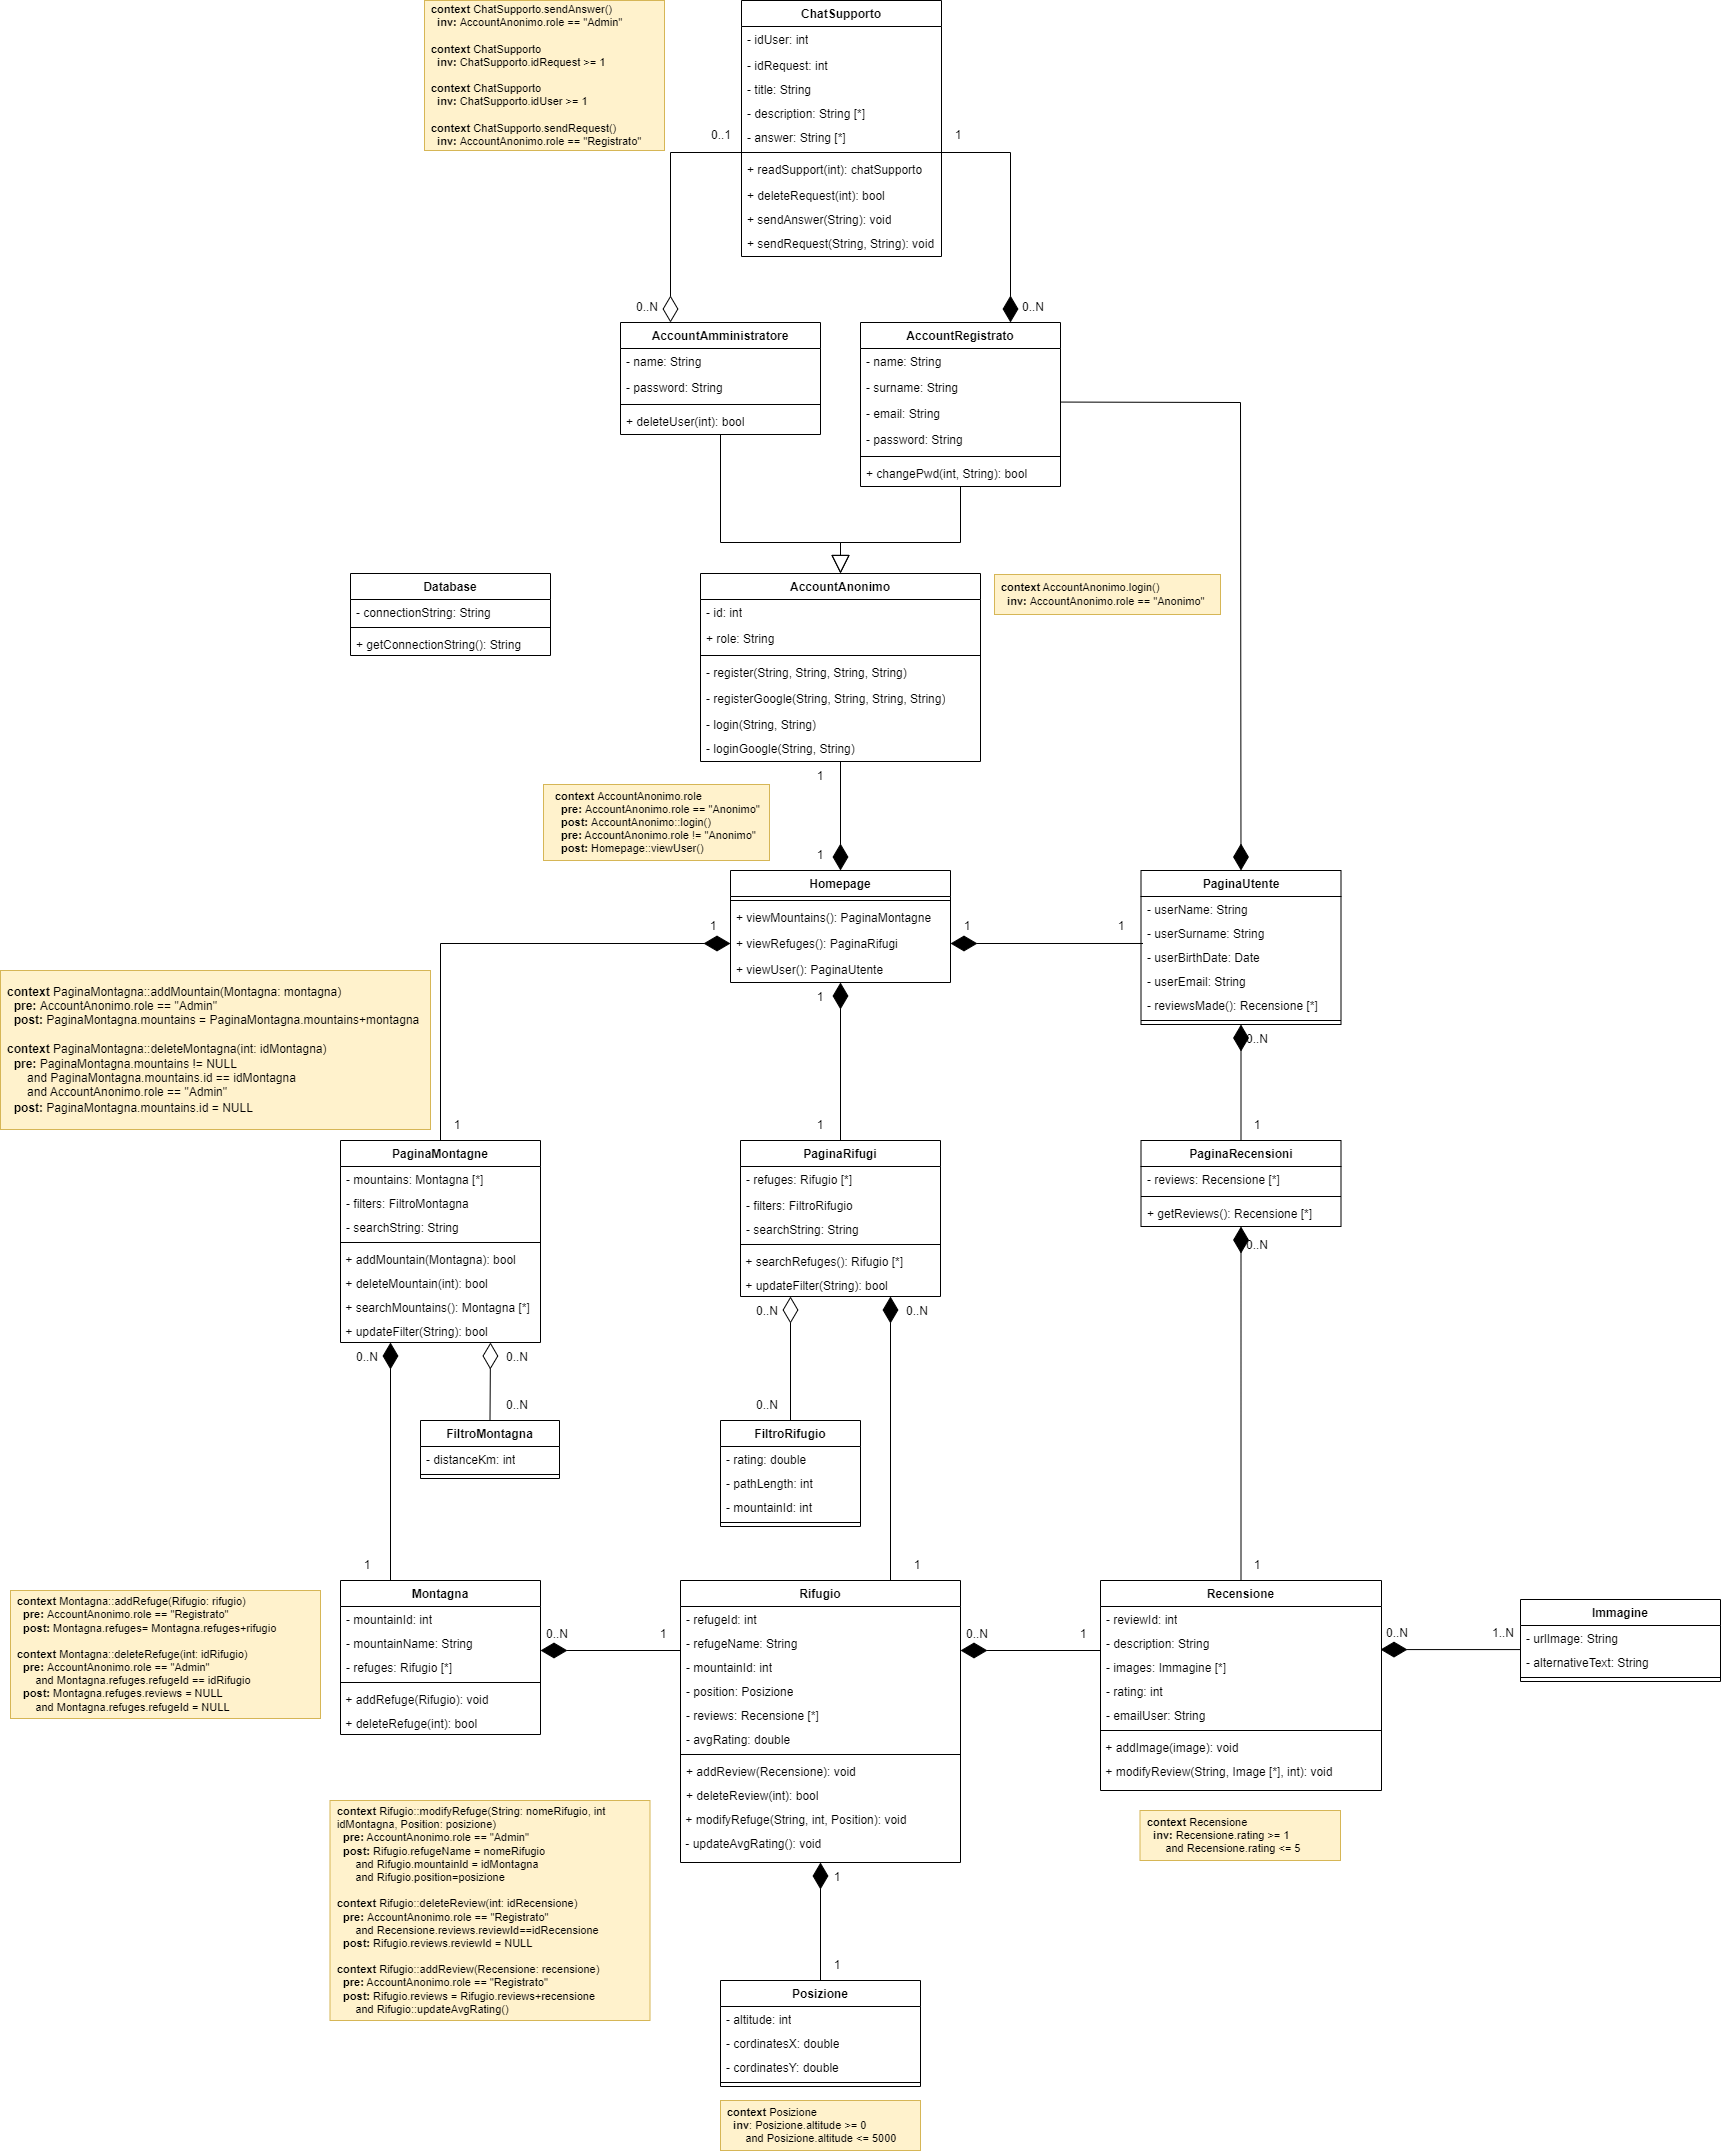 context ChatSupporto.sendAnswer()
inv: AccountAnonimo.role == "Admin"
context ChatSupporto
inv: ChatSupporto.idRequest >= 1
context ChatSupporto
inv: ChatSupporto.idUser >= 1
context ChatSupporto.sendRequest()
inv: AccountAnonimo.role == "Registrato"
ChatSupporto
- idUser: int
- idRequest: int
- title: String
- description: String [*]
- answer: String [*]
+ readSupport(int): chatSupporto
+ deleteRequest(int): bool
+ sendAnswer(String): void
+ sendRequest(String, String): void
0..1
1
0..N
0..N
AccountAmministratore
- name: String
- password: String
+ deleteUser(int): bool
AccountRegistrato
- name: String
- surname: String
- email: String
- password: String
+ changePwd(int, String): bool
Database
- connectionString: String
+ getConnectionString(): String
AccountAnonimo
- id: int
+ role: String
- register(String, String, String, String)
- registerGoogle(String, String, String, String)
- login(String, String)
- loginGoogle(String, String)
context AccountAnonimo.login()
inv: AccountAnonimo.role == "Anonimo"
1
context AccountAnonimo.role
pre: AccountAnonimo.role == "Anonimo"
post: AccountAnonimo::login()
pre: AccountAnonimo.role != "Anonimo"
post: Homepage::viewUser()
1
Homepage
+ viewMountains(): PaginaMontagne
+ viewRefuges(): PaginaRifugi
+ viewUser(): PaginaUtente
1
1
1
1
PaginaUtente
- userName: String
- userSurname: String
- userBirthDate: Date
- userEmail: String
- reviewsMade(): Recensione [*]
0..N
context PaginaMontagna::addMountain(Montagna: montagna)
pre: AccountAnonimo.role == "Admin"
post: PaginaMontagna.mountains = PaginaMontagna.mountains+montagna
context PaginaMontagna::deleteMontagna(int: idMontagna)
pre: PaginaMontagna.mountains != NULL
and PaginaMontagna.mountains.id == idMontagna
and AccountAnonimo.role == "Admin"
post: PaginaMontagna.mountains.id = NULL
1
1
1
PaginaMontagne
- mountains: Montagna [*]
- filters: FiltroMontagna
- searchString: String
+ addMountain(Montagna): bool
+ deleteMountain(int): bool
+ searchMountains(): Montagna [*]
+ updateFilter(String): bool
PaginaRifugi
- refuges: Rifugio [*]
- filters: FiltroRifugio
- searchString: String
+ searchRefuges(): Rifugio [*]
+ updateFilter(String): bool
PaginaRecensioni
- reviews: Recensione [*]
+ getReviews(): Recensione [*]
0..N
0..N
0..N
0..N
0..N
0..N
0..N
FiltroMontagna
- distanceKm: int
FiltroRifugio
- rating: double
- pathLength: int
- mountainId: int
1
1
1
context Montagna::addRefuge(Rifugio: rifugio)
pre: AccountAnonimo.role == "Registrato"
post: Montagna.refuges= Montagna.refuges+rifugio
context Montagna::deleteRefuge(int: idRifugio)
pre: AccountAnonimo.role == "Admin"
and Montagna.refuges.refugeId == idRifugio
post: Montagna.refuges.reviews = NULL
and Montagna.refuges.refugeId = NULL
Montagna
- mountainId: int
- mountainName: String
- refuges: Rifugio [*]
+ addRefuge(Rifugio): void
+ deleteRefuge(int): bool
0..N
1
Rifugio
- refugeId: int
- refugeName: String
- mountainId: int
- position: Posizione
- reviews: Recensione [*]
- avgRating: double
+ addReview(Recensione): void
+ deleteReview(int): bool
+ modifyRefuge(String, int, Position): void
- updateAvgRating(): void
0..N
1
Recensione
- reviewId: int
- description: String
- images: Immagine [*]
- rating: int
- emailUser: String
+ addImage(image): void
+ modifyReview(String, Image [*], int): void
0..N
1..N
Immagine
- urlImage: String
- alternativeText: String
context Rifugio::modifyRefuge(String: nomeRifugio, int
idMontagna, Position: posizione)
pre: AccountAnonimo.role == "Admin"
post: Rifugio.refugeName = nomeRifugio
and Rifugio.mountainId = idMontagna
and Rifugio.position=posizione
context Rifugio::deleteReview(int: idRecensione)
pre: AccountAnonimo.role == "Registrato"
and Recensione.reviews.reviewId==idRecensione
post: Rifugio.reviews.reviewId = NULL
context Rifugio::addReview(Recensione: recensione)
pre: AccountAnonimo.role == "Registrato"
post: Rifugio.reviews = Rifugio.reviews+recensione
and Rifugio::updateAvgRating()
context Recensione
inv: Recensione.rating >= 1
and Recensione.rating <= 5
1
1
Posizione
- altitude: int
- cordinatesX: double
- cordinatesY: double
context Posizione
inv: Posizione.altitude >= 0
and Posizione.altitude <= 5000